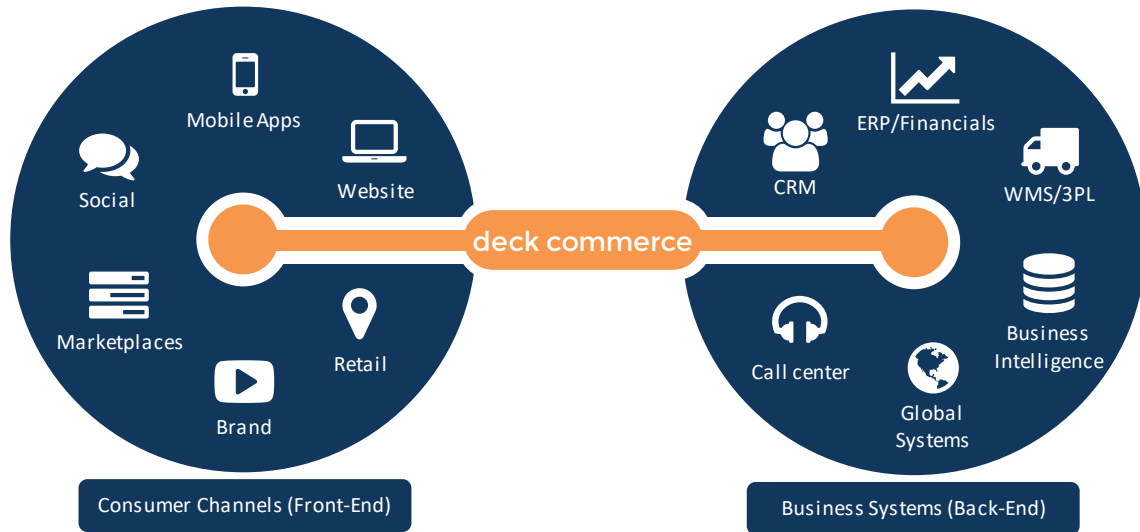 Mobile Apps
Website
Social
Marketplaces
Retail
Brand
Consumer Channels (Front-End)
deck commerce
ERP/Financials
CRM
WMS/3PL
Business
Intelligence
Call center
Global
Systems
Business Systems (Back-End)